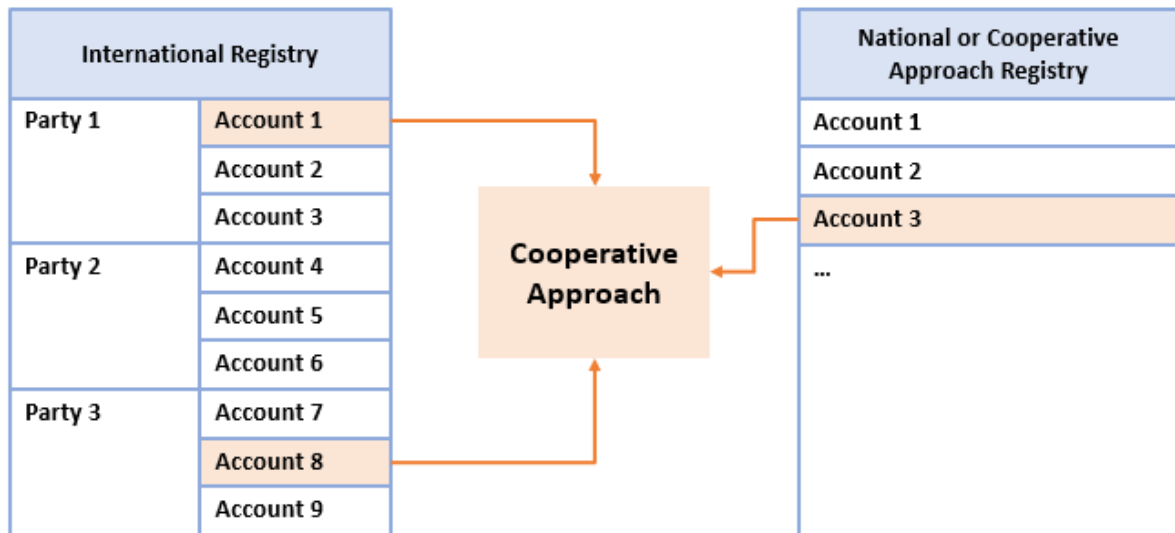 International Registry
Party 1
Account 1
Account 2
Account 3
Party 2
Account 4
Account 5
Account 6
Party 3
Account 7
Account 8
Account 9
Cooperative
Approach
National or Cooperative
Approach Registry
Account 1
Account 2
Account 3
...